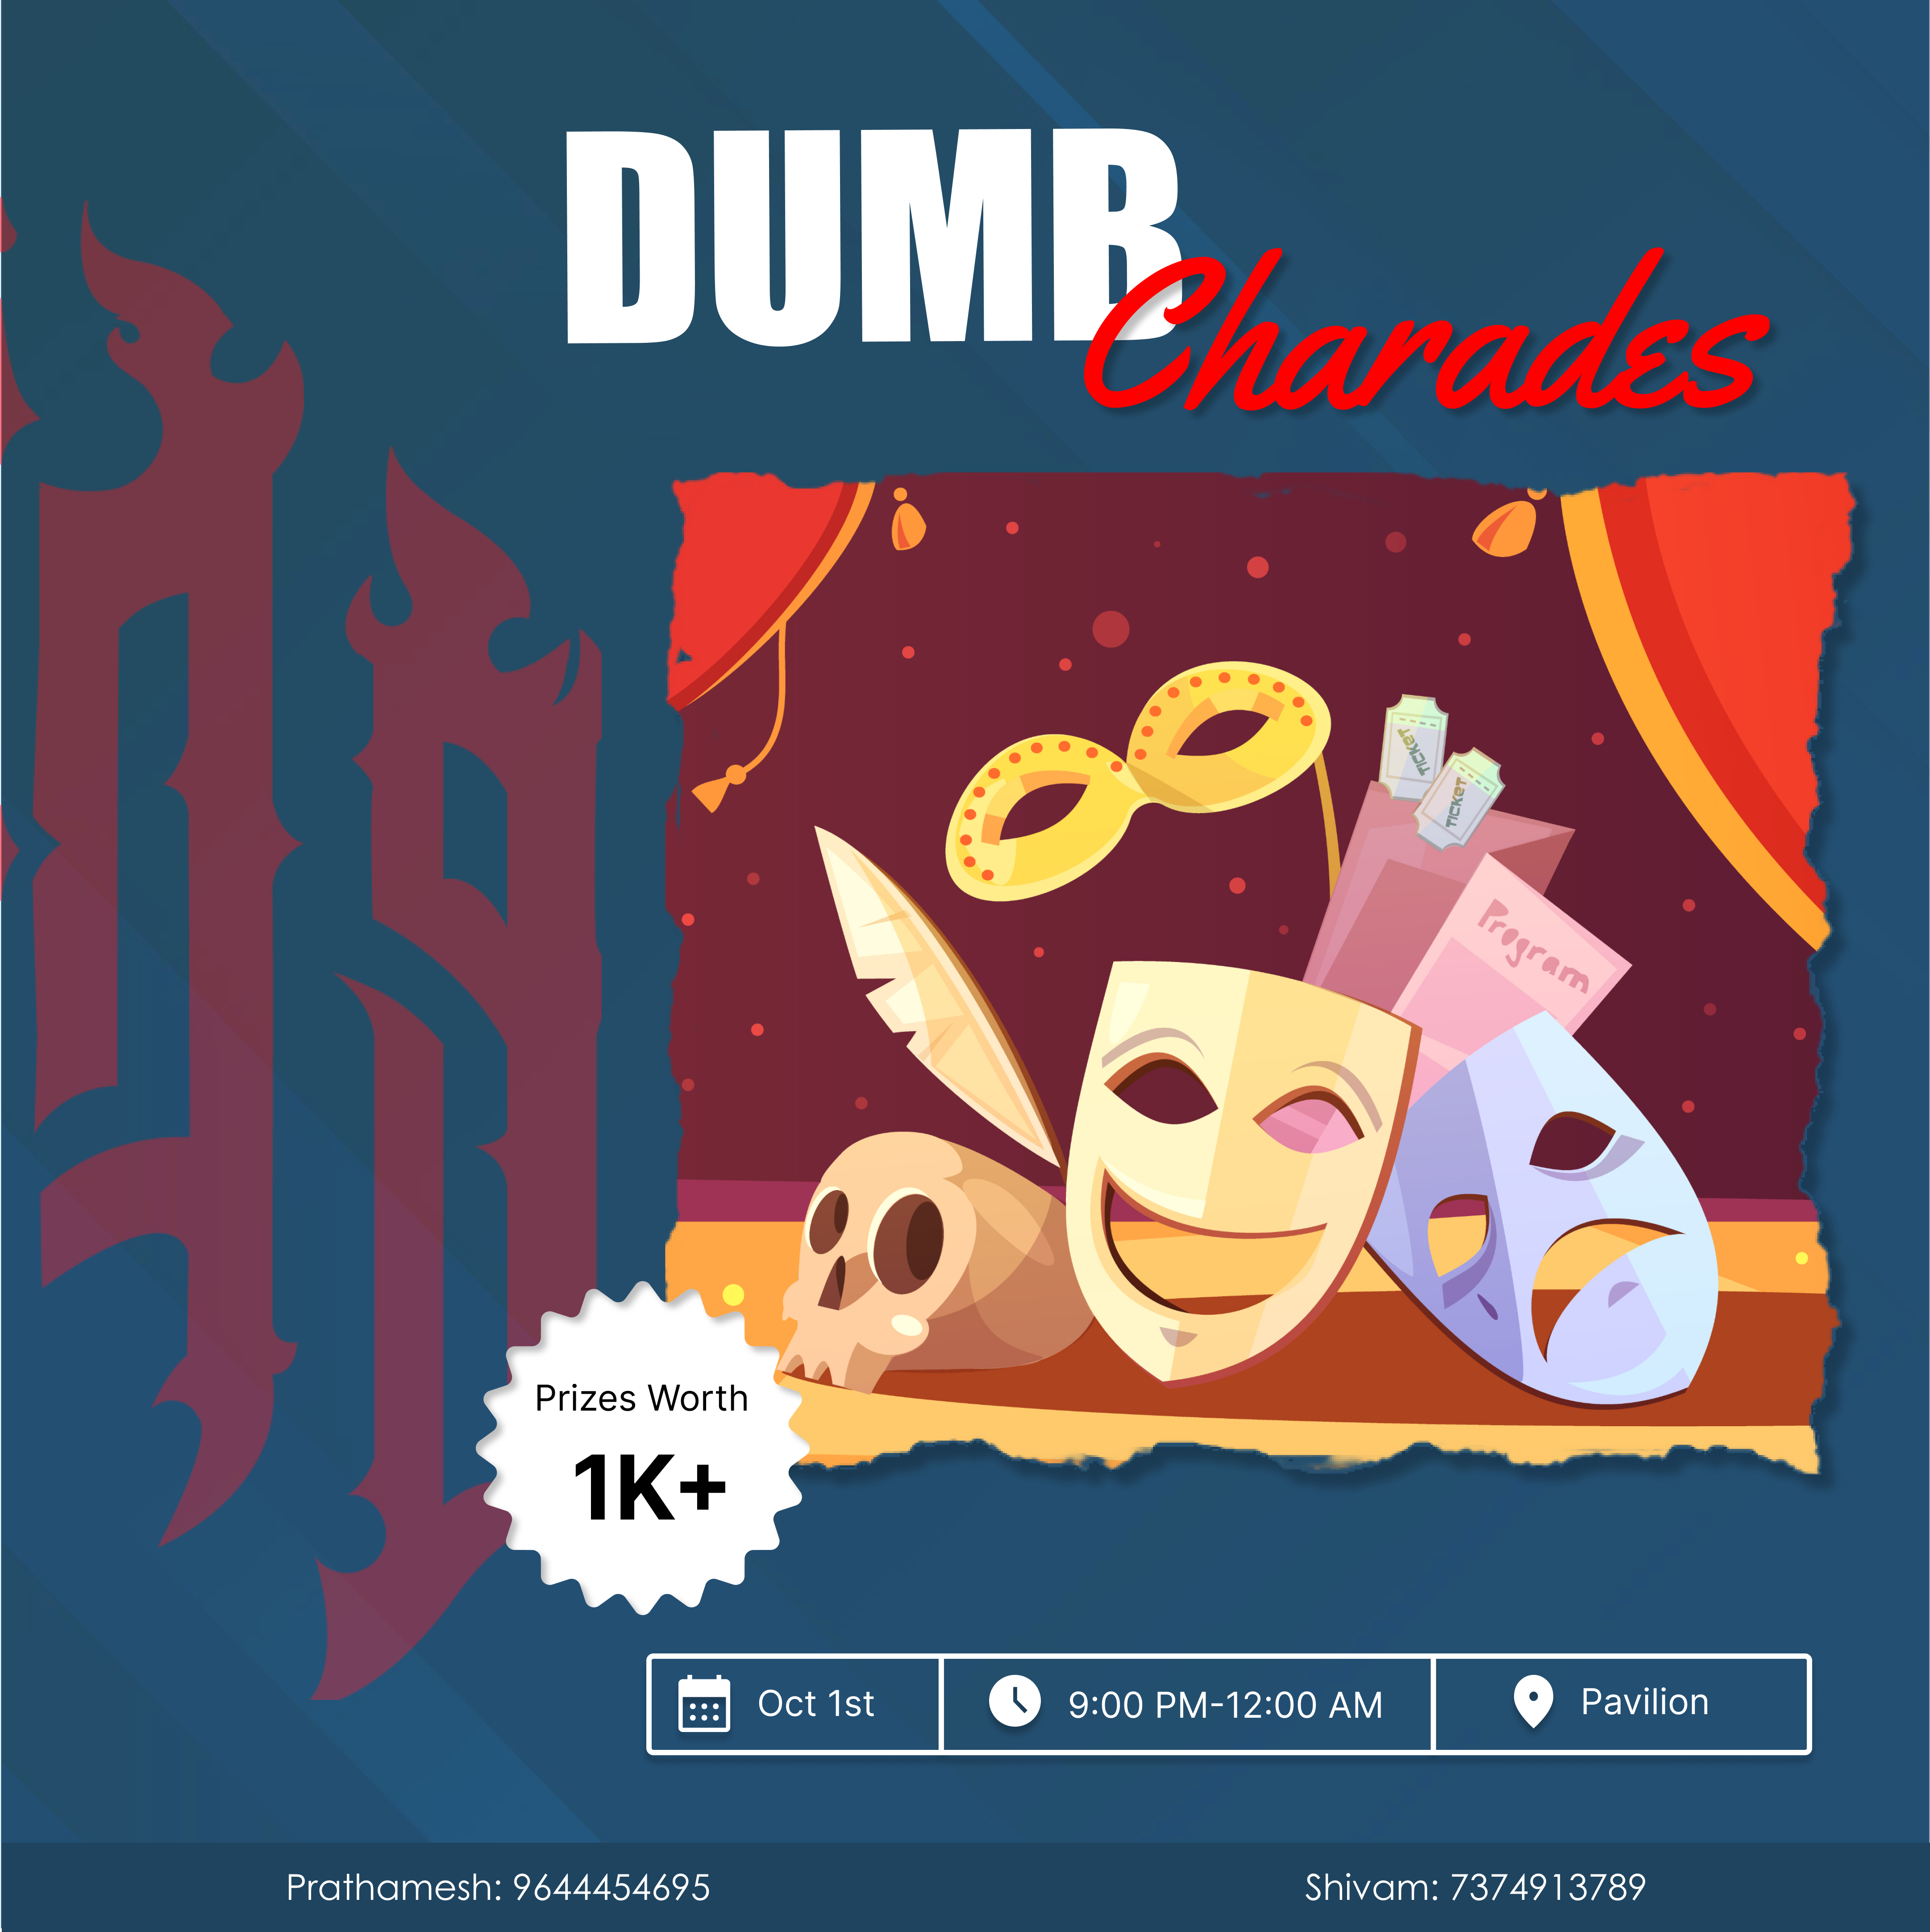 DUMB
Charades
TICKET
TICKET
Program
Prizes Worth
1K+
Oct 1st
9:00 PM-12:00 AM
Pavilion
Prathamesh: 9644454695
Shivam: 7374913789